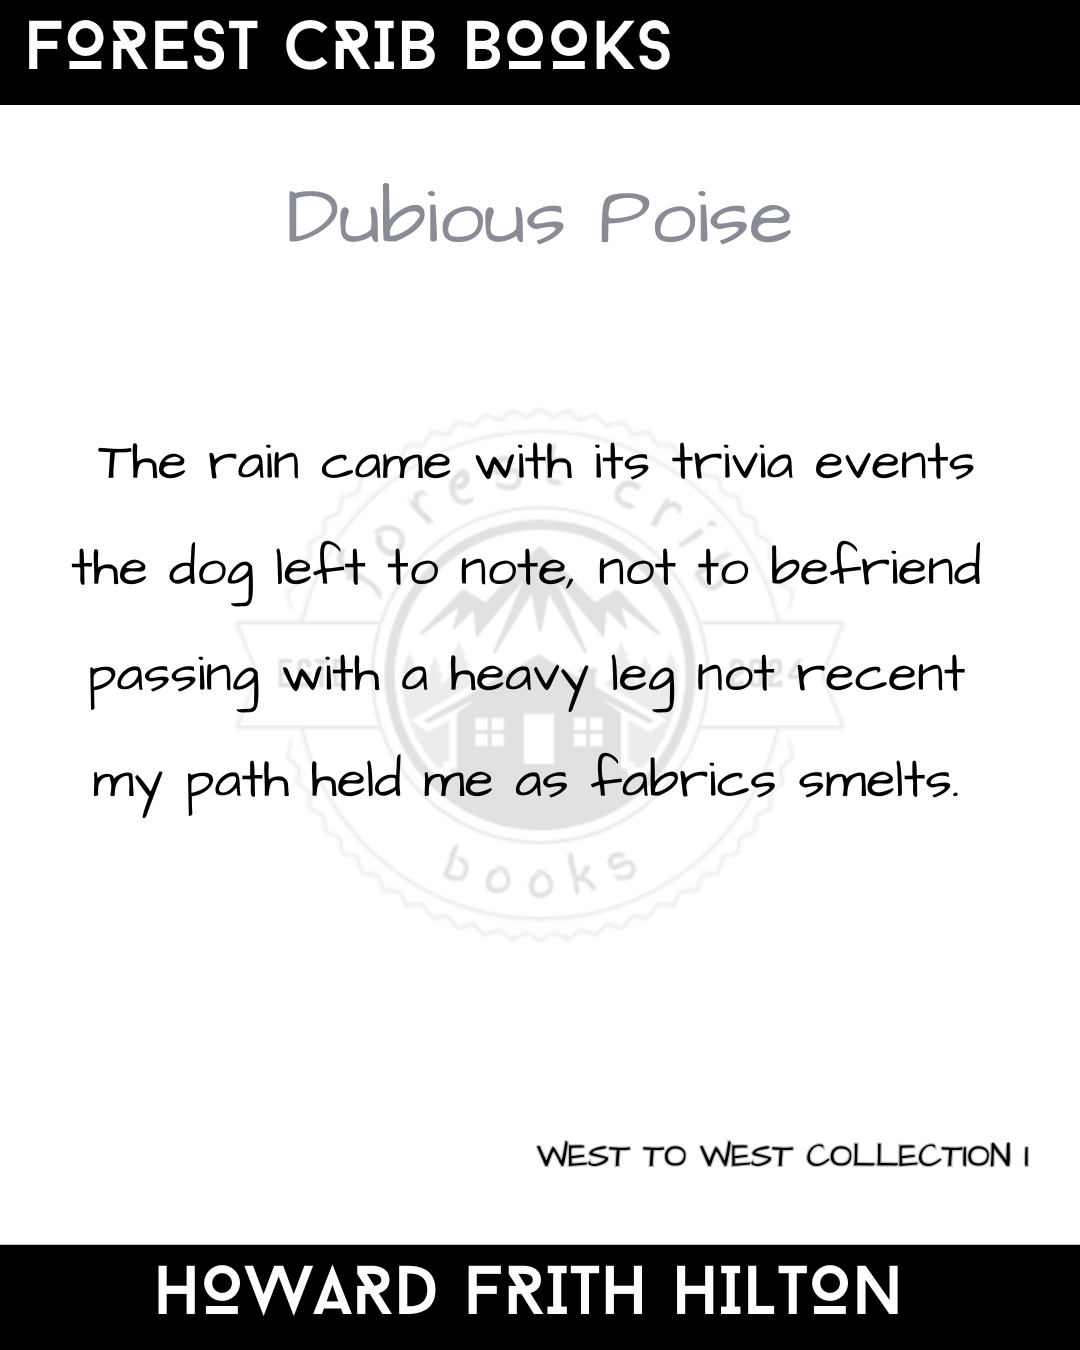 FOREST CRIB BOOKS
Dubious Poise
The rain came with its trivia events
the dog left to note, not to befriend
passing with a heavy leg not recent
my path held me as fabrics smelts.
forest crib
ESTD 2024
books
WEST TO WEST COLLECTION 1
HOWARD FRITH HILTON